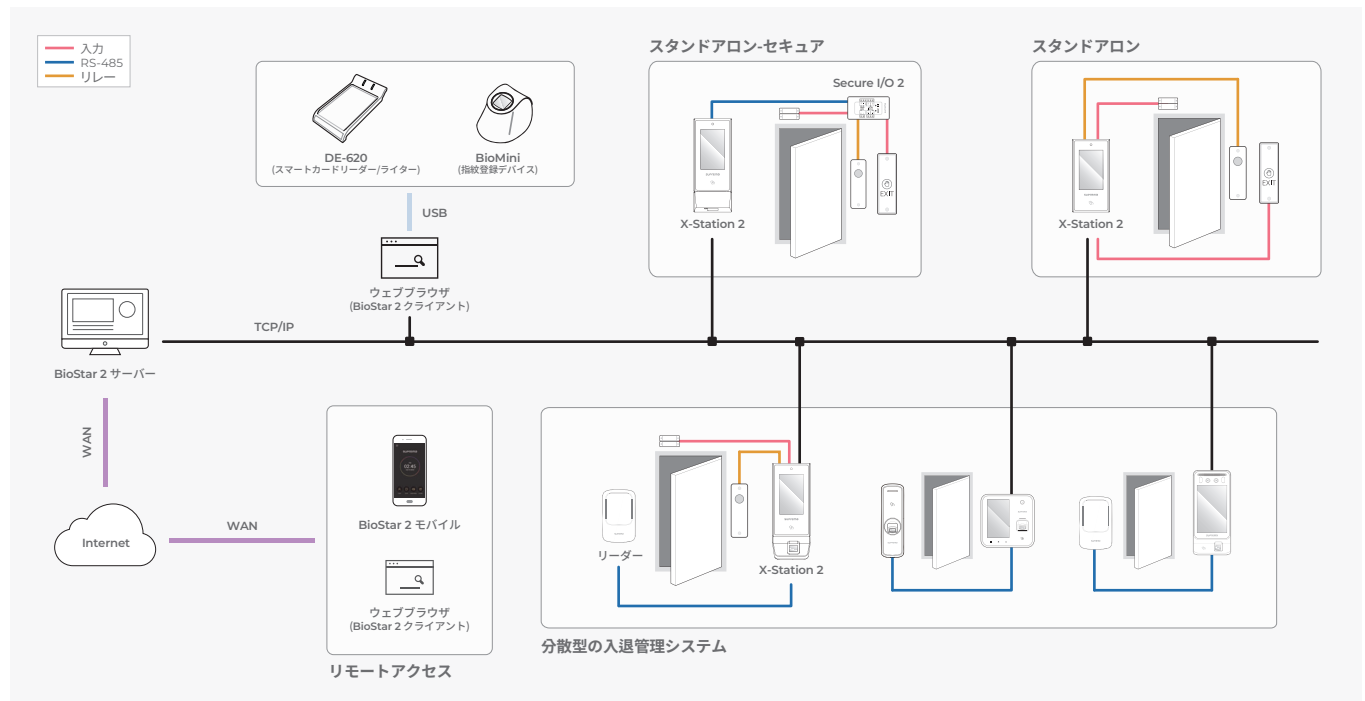 入力
RS-485
リレー
DE-620
(スマートカードリーダー/ライター)
BioMini
(指紋登録デバイス)
USB
ウェブブラウザ
(BioStar 2 クライアント)
TCP/IP
BioStar 2 サーバー
WAN
Internet
WAN
BioStar 2 モバイル
ウェブブラウザ
(BioStar 2 クライアント)
リモートアクセス
スタンドアロン-セキュア
Secure I/O 2
EXIT
X-Station 2
スタンドアロン
EXIT
X-Station 2
リーダー
X-Station 2
分散型の入退管理システム